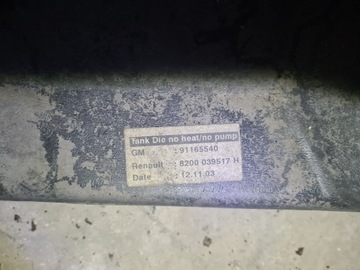 Tank Die no heat/no pump
GM : 91165540
Renault : 8200 039517 H
Date : 12.11.03